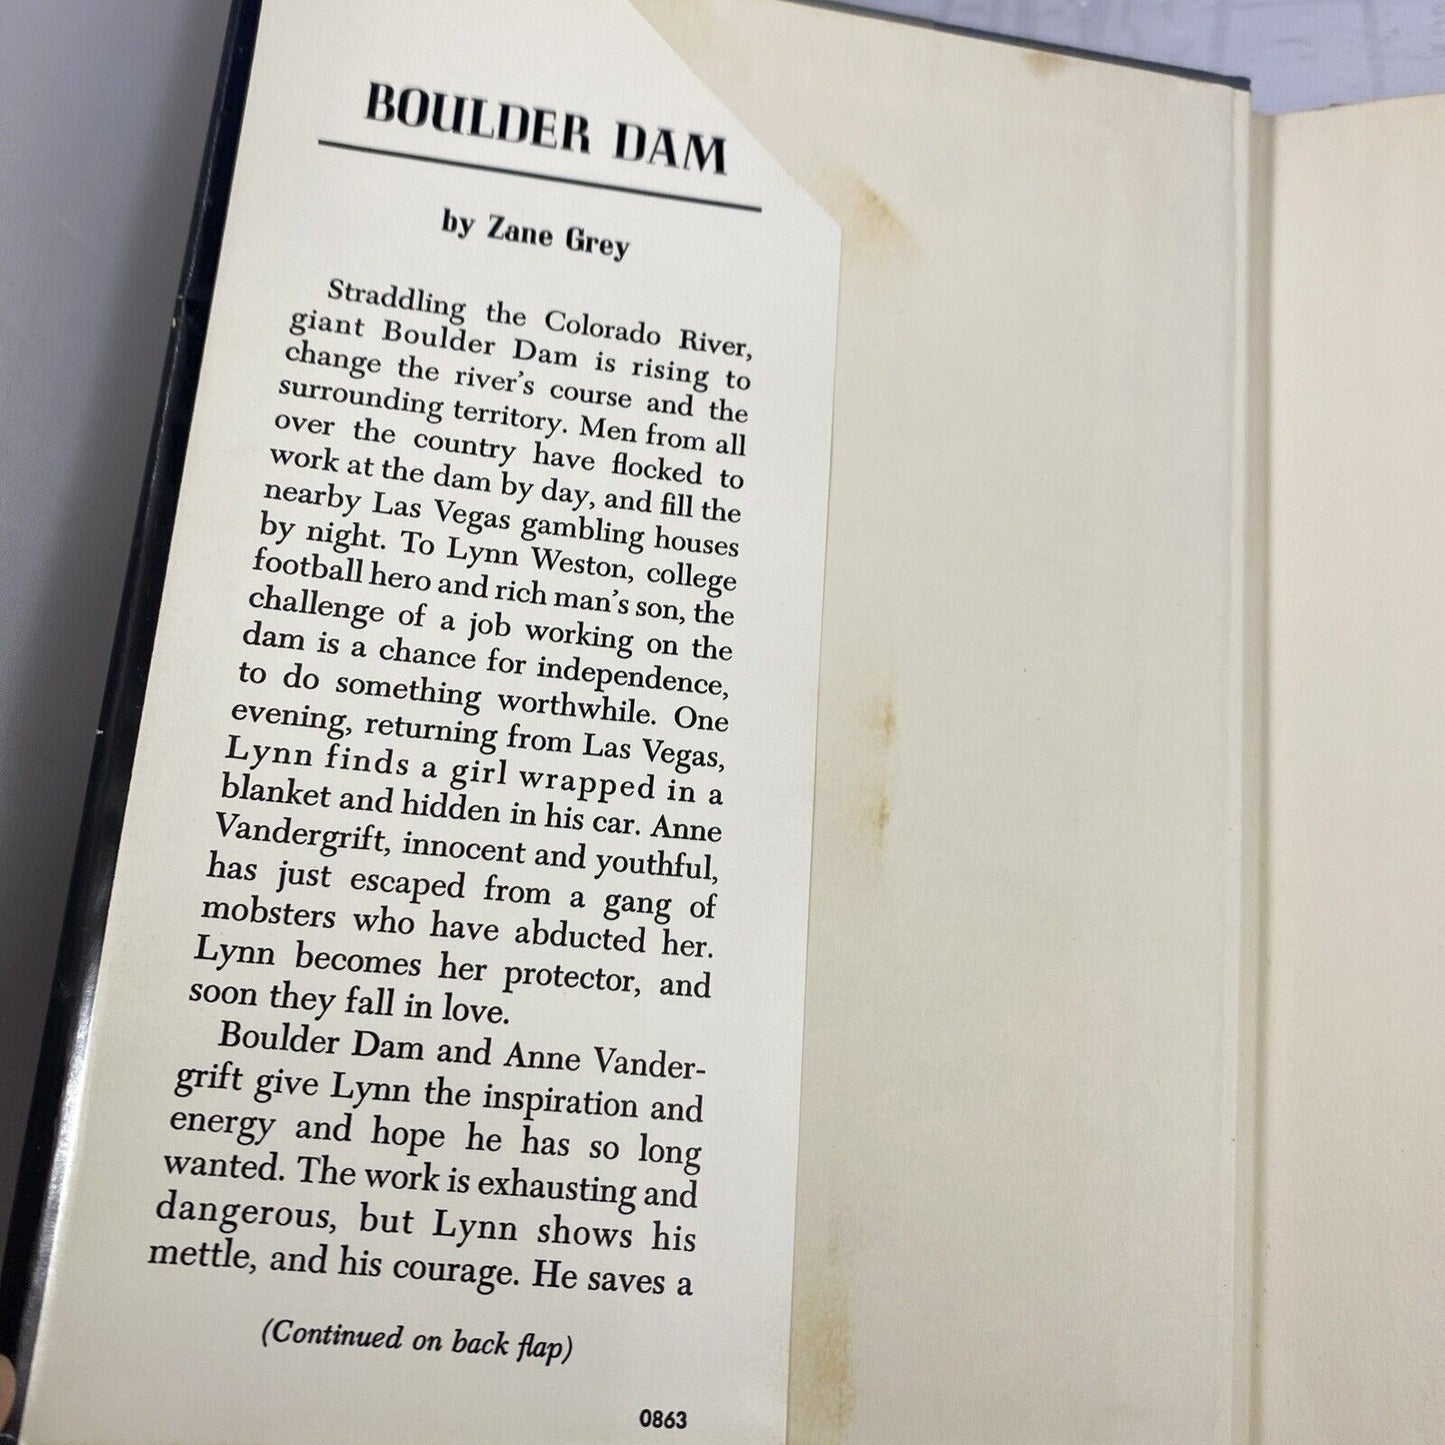 BOULDER DAM
by Zane Grey
Straddling the Colorado River,
giant Boulder Dam is rising to
change the river's course and the
surrounding territory. Men from all
over the country have flocked to
work at the dam by day, and fill the
nearby Las Vegas gambling houses
by night. To Lynn Weston, college
football hero and rich man's son, the
challenge of a job working on the
dam is a chance for independence,
to do something worthwhile. One
evening, returning from Las Vegas,
Lynn finds a girl wrapped in a
blanket and hidden in his car. Anne
Vandergrift, innocent and youthful,
has just escaped from a gang of
mobsters who have abducted her.
Lynn becomes her protector, and
soon they fall in love.
Boulder Dam and Anne Vander-
grift give Lynn the inspiration and
energy and hope he has so long
wanted. The work is exhausting and
dangerous, but Lynn shows his
mettle, and his courage. He saves a
(Continued on back flap)
0863